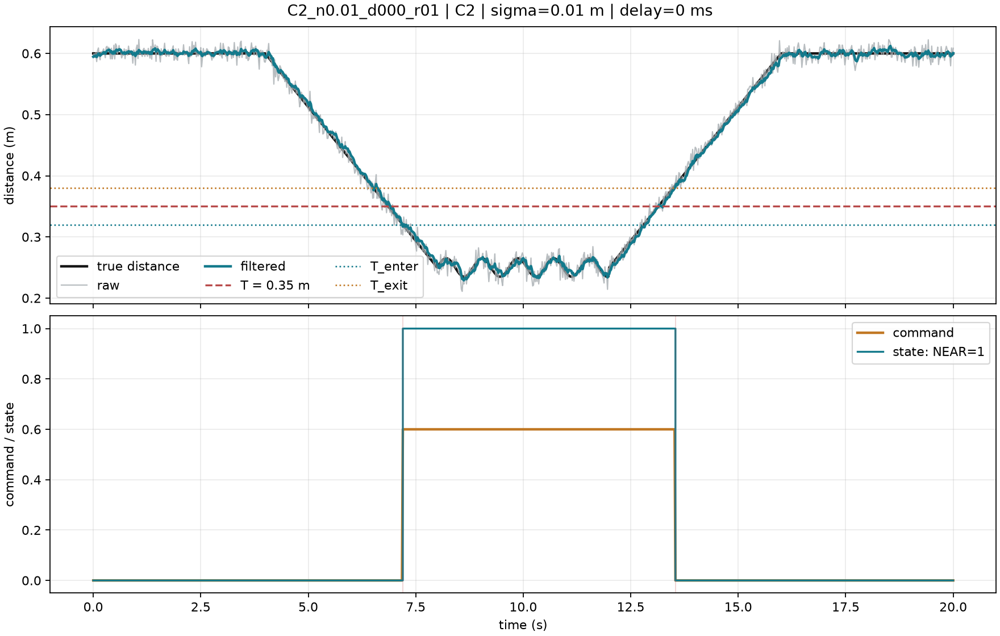 C2_n0.01_d000_r01 | C2 | sigma=0.01 m | delay=0 ms
distance (m)
0.6
0.5
0.4
0.3
0.2
true distance
raw
filtered
T = 0.35 m
T_enter
T_exit
command / state
1.0
0.8
0.6
0.4
0.2
0.0
command
state: NEAR=1
0.0 2.5 5.0 7.5 10.0 12.5 15.0 17.5 20.0
time (s)